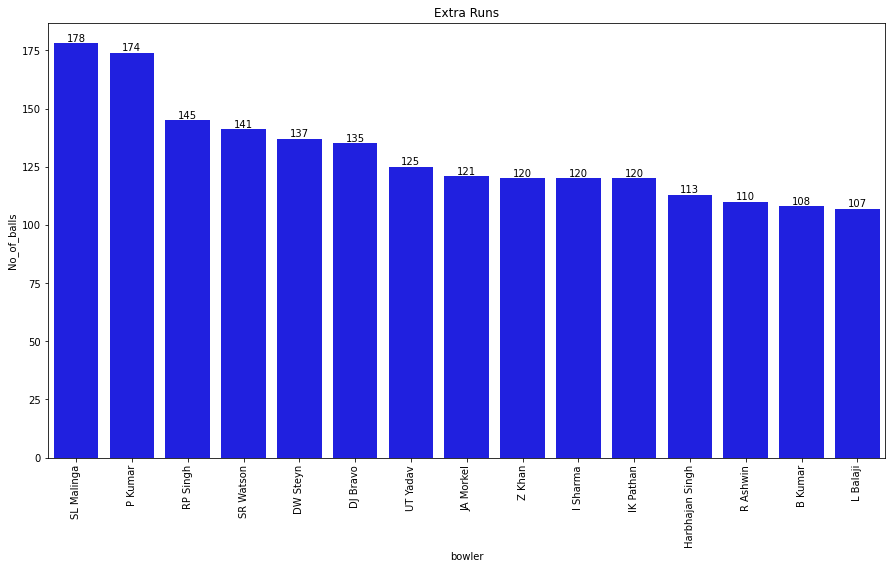 Extra Runs
No_of_balls
175
150
125
100
75
50
25
0
178
174
145
141
137
135
125
121
120
120
120
113
110
108
107
SL Malinga
P Kumar
RP Singh
SR Watson
DW Steyn
DJ Bravo
UT Yadav
JA Morkel
Z Khan
I Sharma
IK Pathan
Harbhajan Singh
R Ashwin
B Kumar
L Balaji
bowler